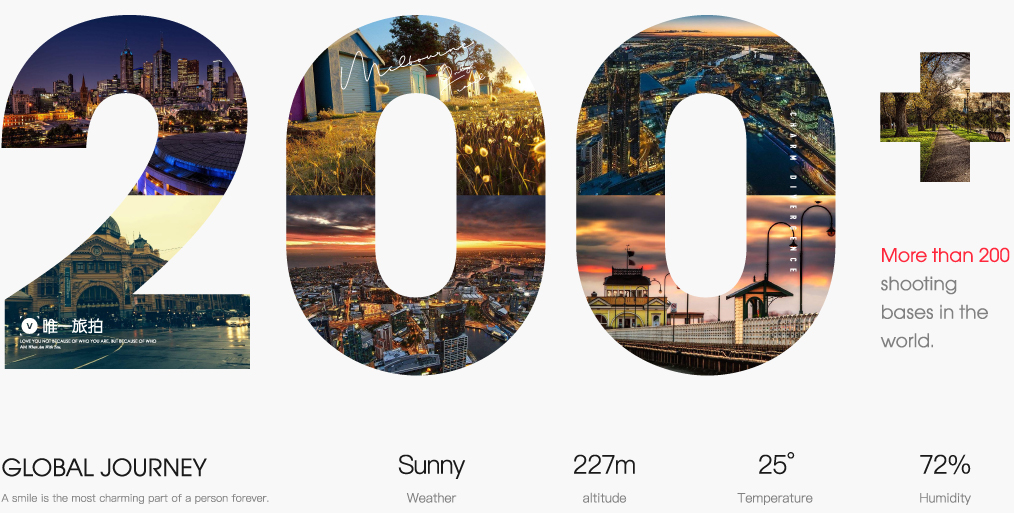 200+
Melbourne
CHARM DIVERGENCE
V 唯一旅拍
LOVE YOU NOT BECAUSE OF WHO YOU ARE, BUT BECAUSE OF WHO
More than 200
shooting
bases in the
world.
GLOBAL JOURNEY
A smile is the most charming part of a person forever.
Sunny
Weather
227m
altitude
25°
Temperature
72%
Humidity